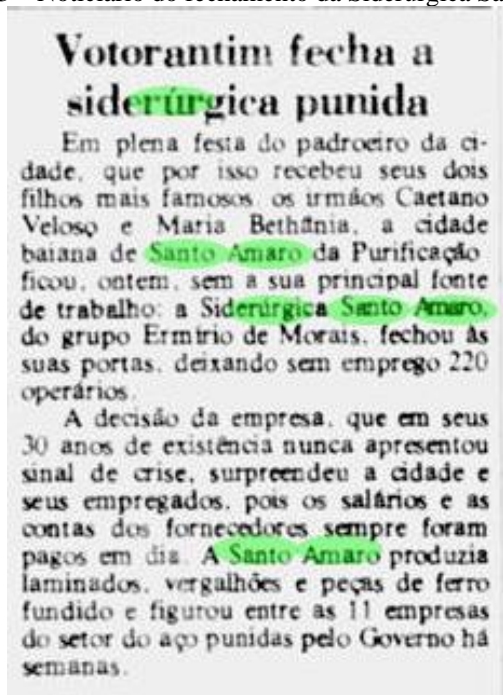 Votorantim fecha a
siderúrgica punida
Em plena festa do padroeiro da ci-
dade, que por isso recebeu seus dois
filhos mais famosos os irmãos Caetano
Veloso e Maria Bethânia, a cidade
baiana de Santo Amaro da Purificação
ficou, ontem, sem a sua principal fonte
de trabalho: a Siderúrgica Santo Amaro,
do grupo Ermírio de Morais, fechou às
suas portas, deixando sem emprego 220
operários.
A decisão da empresa, que em seus
30 anos de existência nunca apresentou
sinal de crise, surpreendeu a cidade e
seus empregados, pois os salários e as
contas dos fornecedores sempre foram
pagos em dia. A Santo Amaro produzia
laminados, vergalhões e peças de ferro
fundido e figurou entre as 11 empresas
do setor do aço punidas pelo Governo há
semanas.